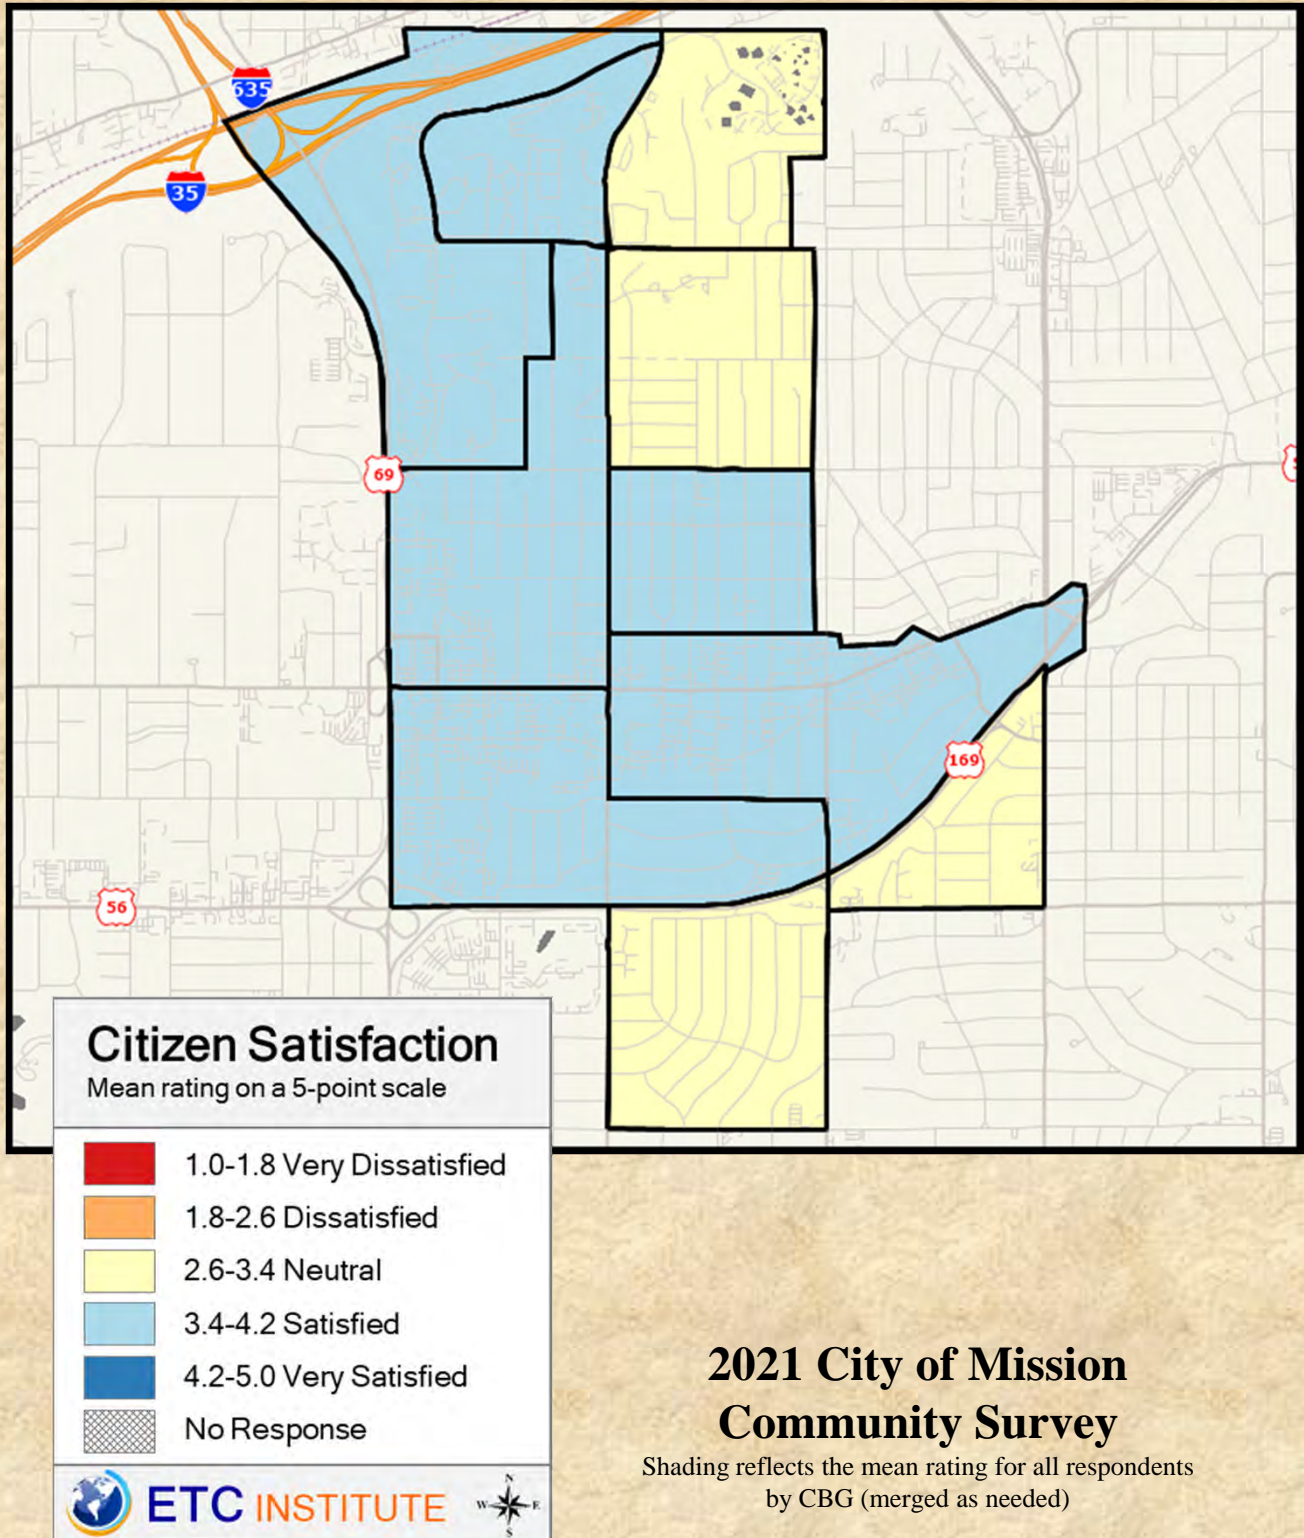 635
35
69
169
56
Citizen Satisfaction
Mean rating on a 5-point scale
1.0-1.8 Very Dissatisfied
1.8-2.6 Dissatisfied
2.6-3.4 Neutral
3.4-4.2 Satisfied
4.2-5.0 Very Satisfied
No Response
ETC INSTITUTE
N
W E
S
2021 City of Mission
Community Survey
Shading reflects the mean rating for all respondents
by CBG (merged as needed)